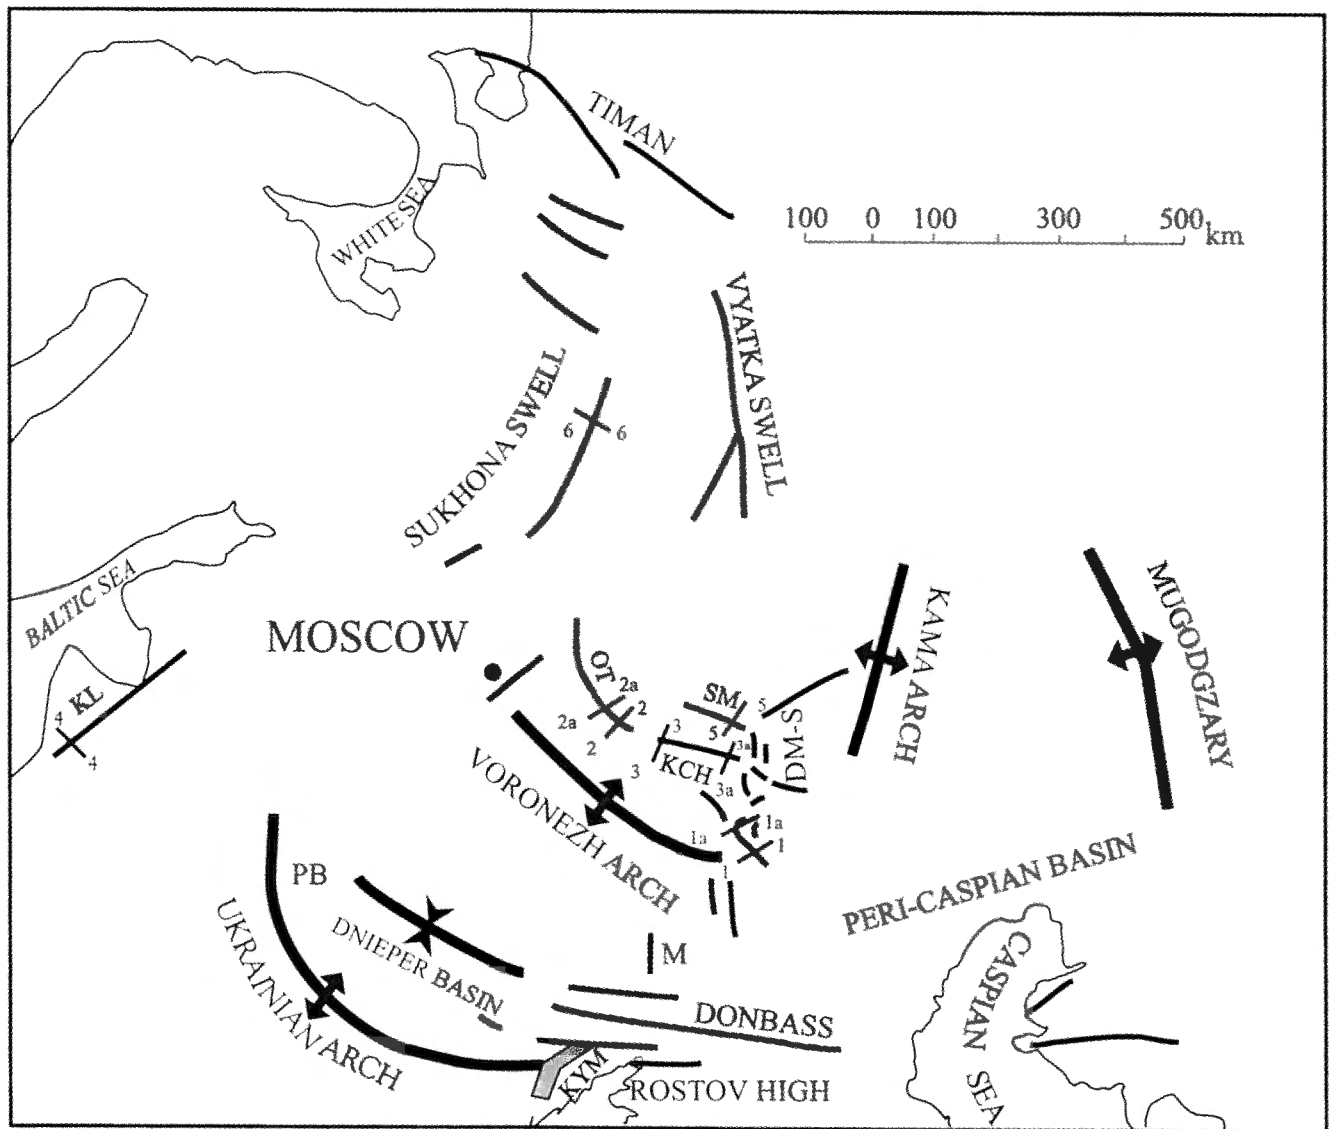 TIMAN
WHITE SEA
100 0 100 300 500 km
VYATKA SWELL
SUKHONA SWELL
6 6
BALTIC SEA
MOSCOW
KL
4
4
OT
2a
2
2a
2
SM
5
5
DM-S
KAMA ARCH
MUGODGZARY
3
3
KCH
3a
3a
VORONEZH ARCH
1a
1a
1
1
PERI-CASPIAN BASIN
PB
DNIEPER BASIN
UKRAINIAN ARCH
M
DONBASS
KYM
ROSTOV HIGH
CASPIAN SEA